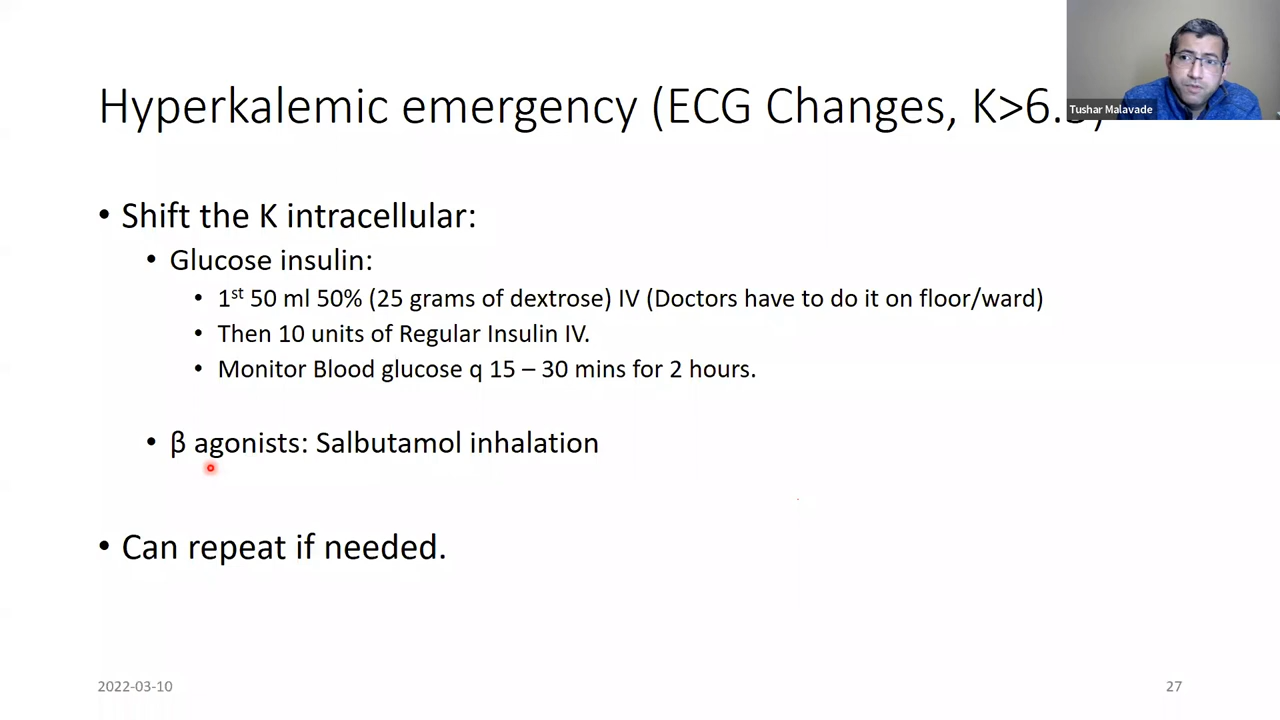 Hyperkalemic emergency (ECG Changes, K>6.
Tushar Malavade
• Shift the K intracellular:
• Glucose insulin:
• 1st 50 ml 50% (25 grams of dextrose) IV (Doctors have to do it on floor/ward)
• Then 10 units of Regular Insulin IV.
• Monitor Blood glucose q 15 – 30 mins for 2 hours.
• β agonists: Salbutamol inhalation
• Can repeat if needed.
2022-03-10
27